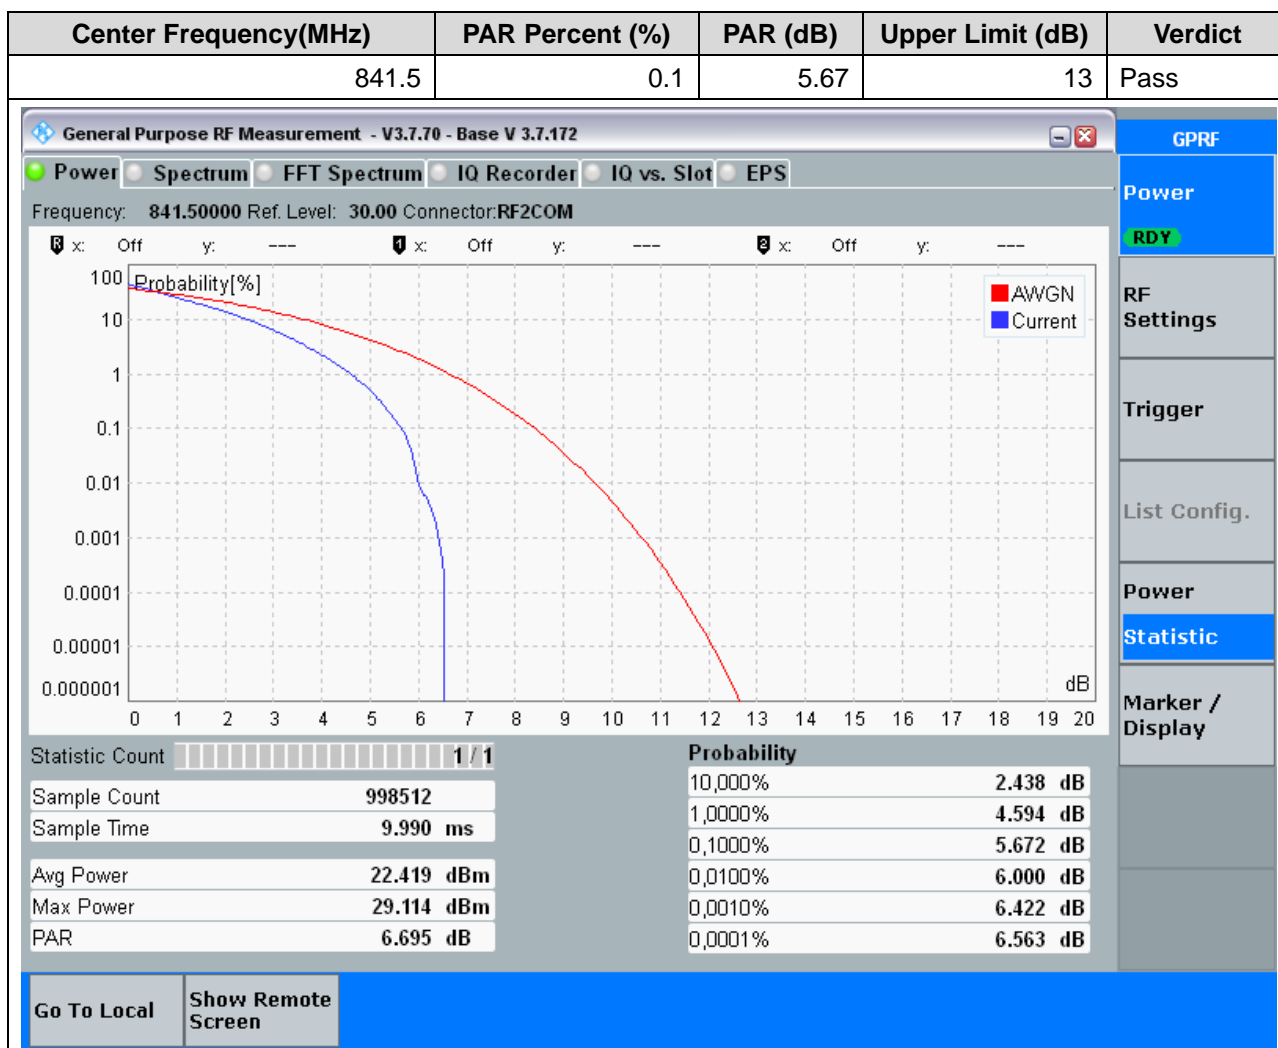 Center Frequency(MHz) PAR Percent (%) PAR (dB) Upper Limit (dB) Verdict
841.5 0.1 5.67 13 Pass
General Purpose RF Measurement - V3.7.70 - Base V 3.7.172
GPRF
Power Spectrum FFT Spectrum IQ Recorder IQ vs. Slot EPS
Power
RDY
Frequency: 841.50000 Ref. Level: 30.00 Connector:RF2COM
R x: Off y: --- 1 x: Off y: --- 2 x: Off y: ---
100 Probability[%]
AWGN
Current
10
1
0.1
0.01
0.001
0.0001
0.00001
0.000001
dB
0 1 2 3 4 5 6 7 8 9 10 11 12 13 14 15 16 17 18 19 20
RF
Settings
Trigger
List Config.
Power
Statistic
Marker /
Display
Statistic Count 1 / 1
Sample Count 998512
Sample Time 9.990 ms
Avg Power 22.419 dBm
Max Power 29.114 dBm
PAR 6.695 dB
Probability
10,000% 2.438 dB
1,0000% 4.594 dB
0,1000% 5.672 dB
0,0100% 6.000 dB
0,0010% 6.422 dB
0,0001% 6.563 dB
Go To Local
Show Remote
Screen